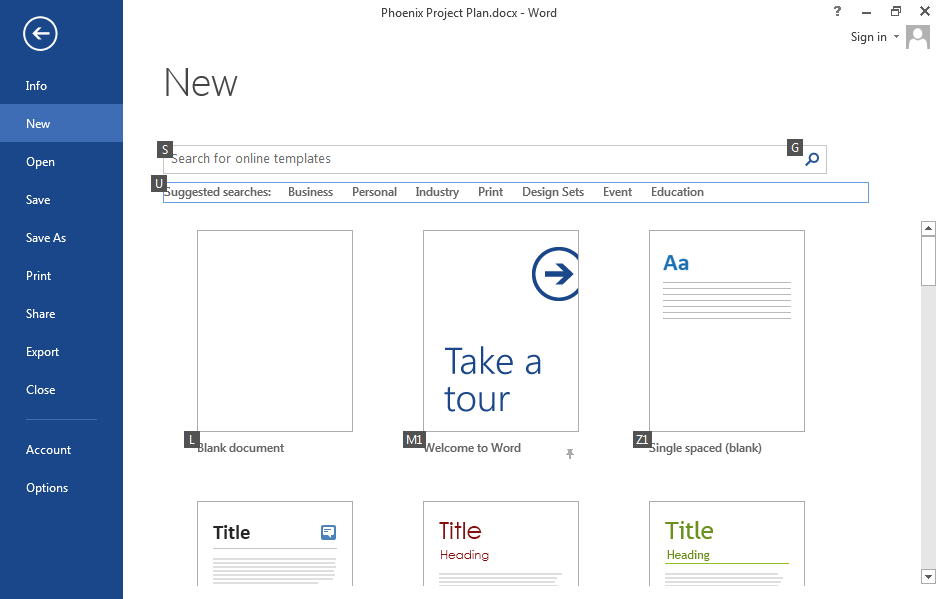 Phoenix Project Plan.docx - Word
?
Sign in
Info
New
Open
Save
Save As
Print
Share
Export
Close
Account
Options
New
S
G
Search for online templates
U
Suggested searches: Business Personal Industry Print Design Sets Event Education
Take a
tour
Aa
L Blank document
M1 Welcome to Word
Z1 Single spaced (blank)
Title
Title
Heading
Title
Heading